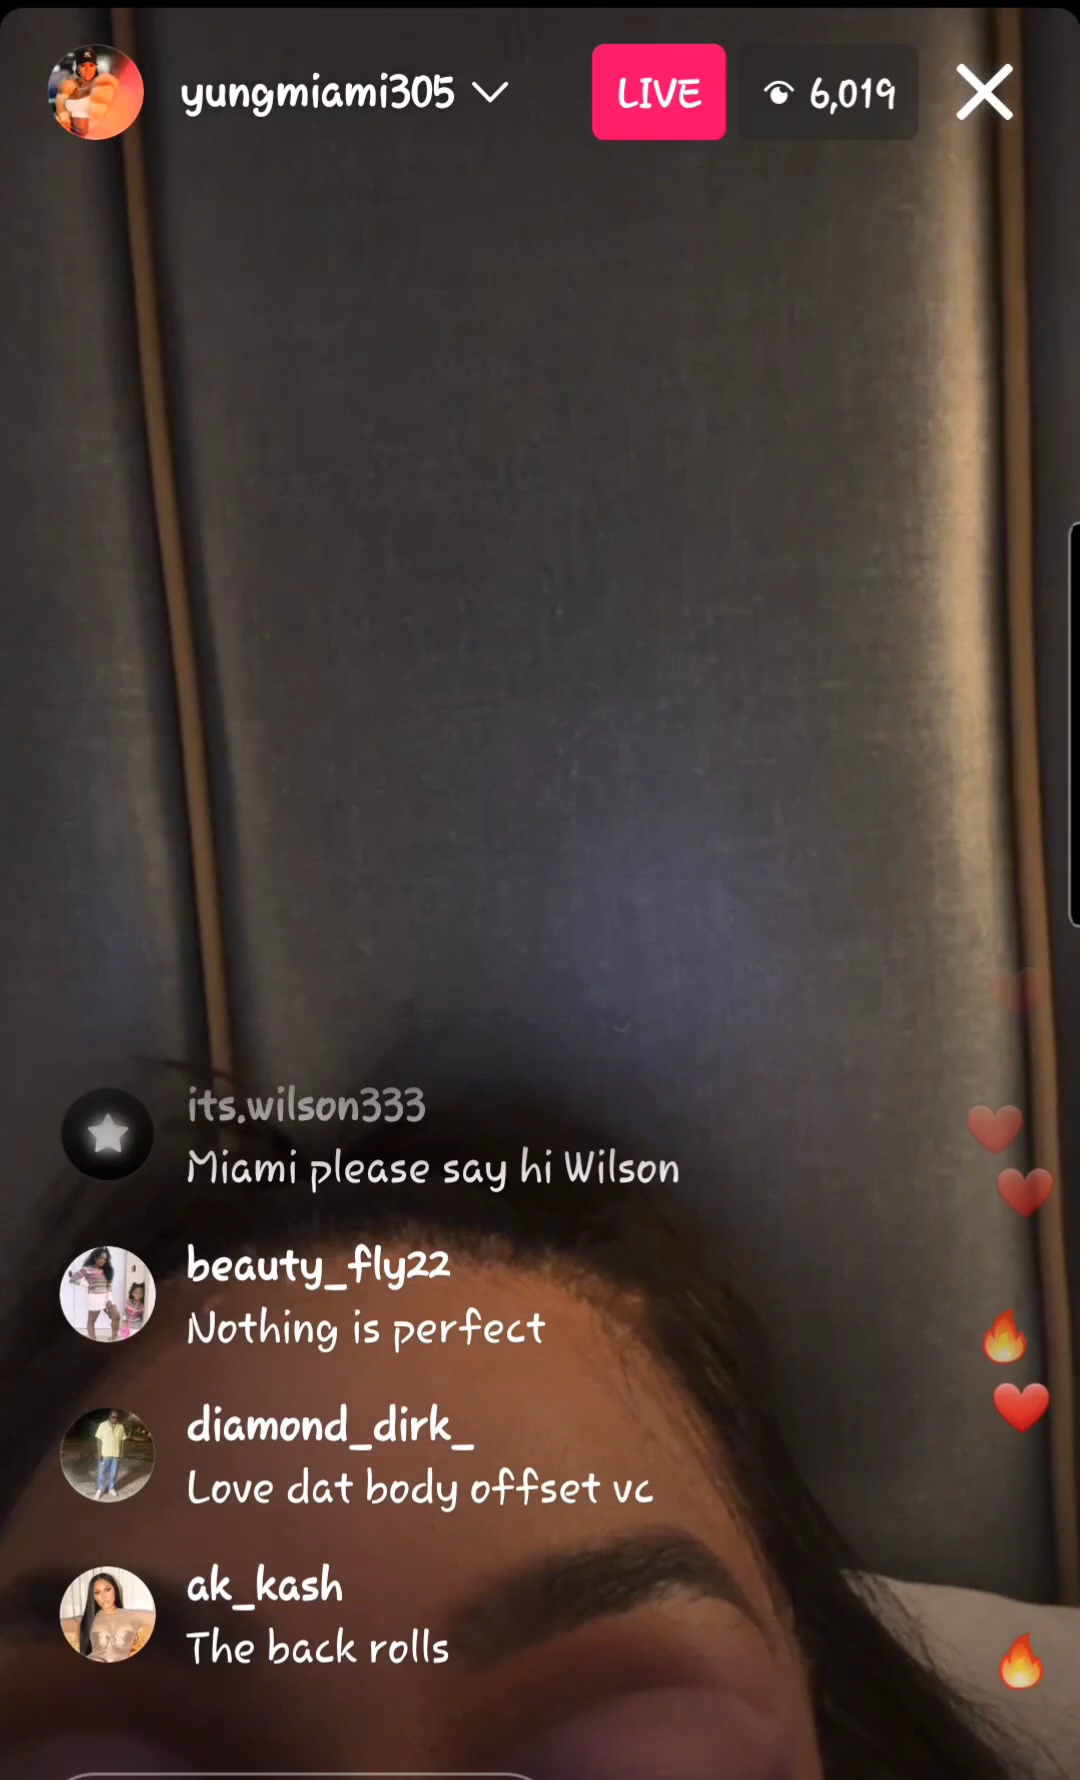 yungmiami305
LIVE
6,019
its.wilson333
Miami please say hi Wilson
beauty_fly22
Nothing is perfect
diamond_dirk_
Love dat body offset vc
ak_kash
The back rolls